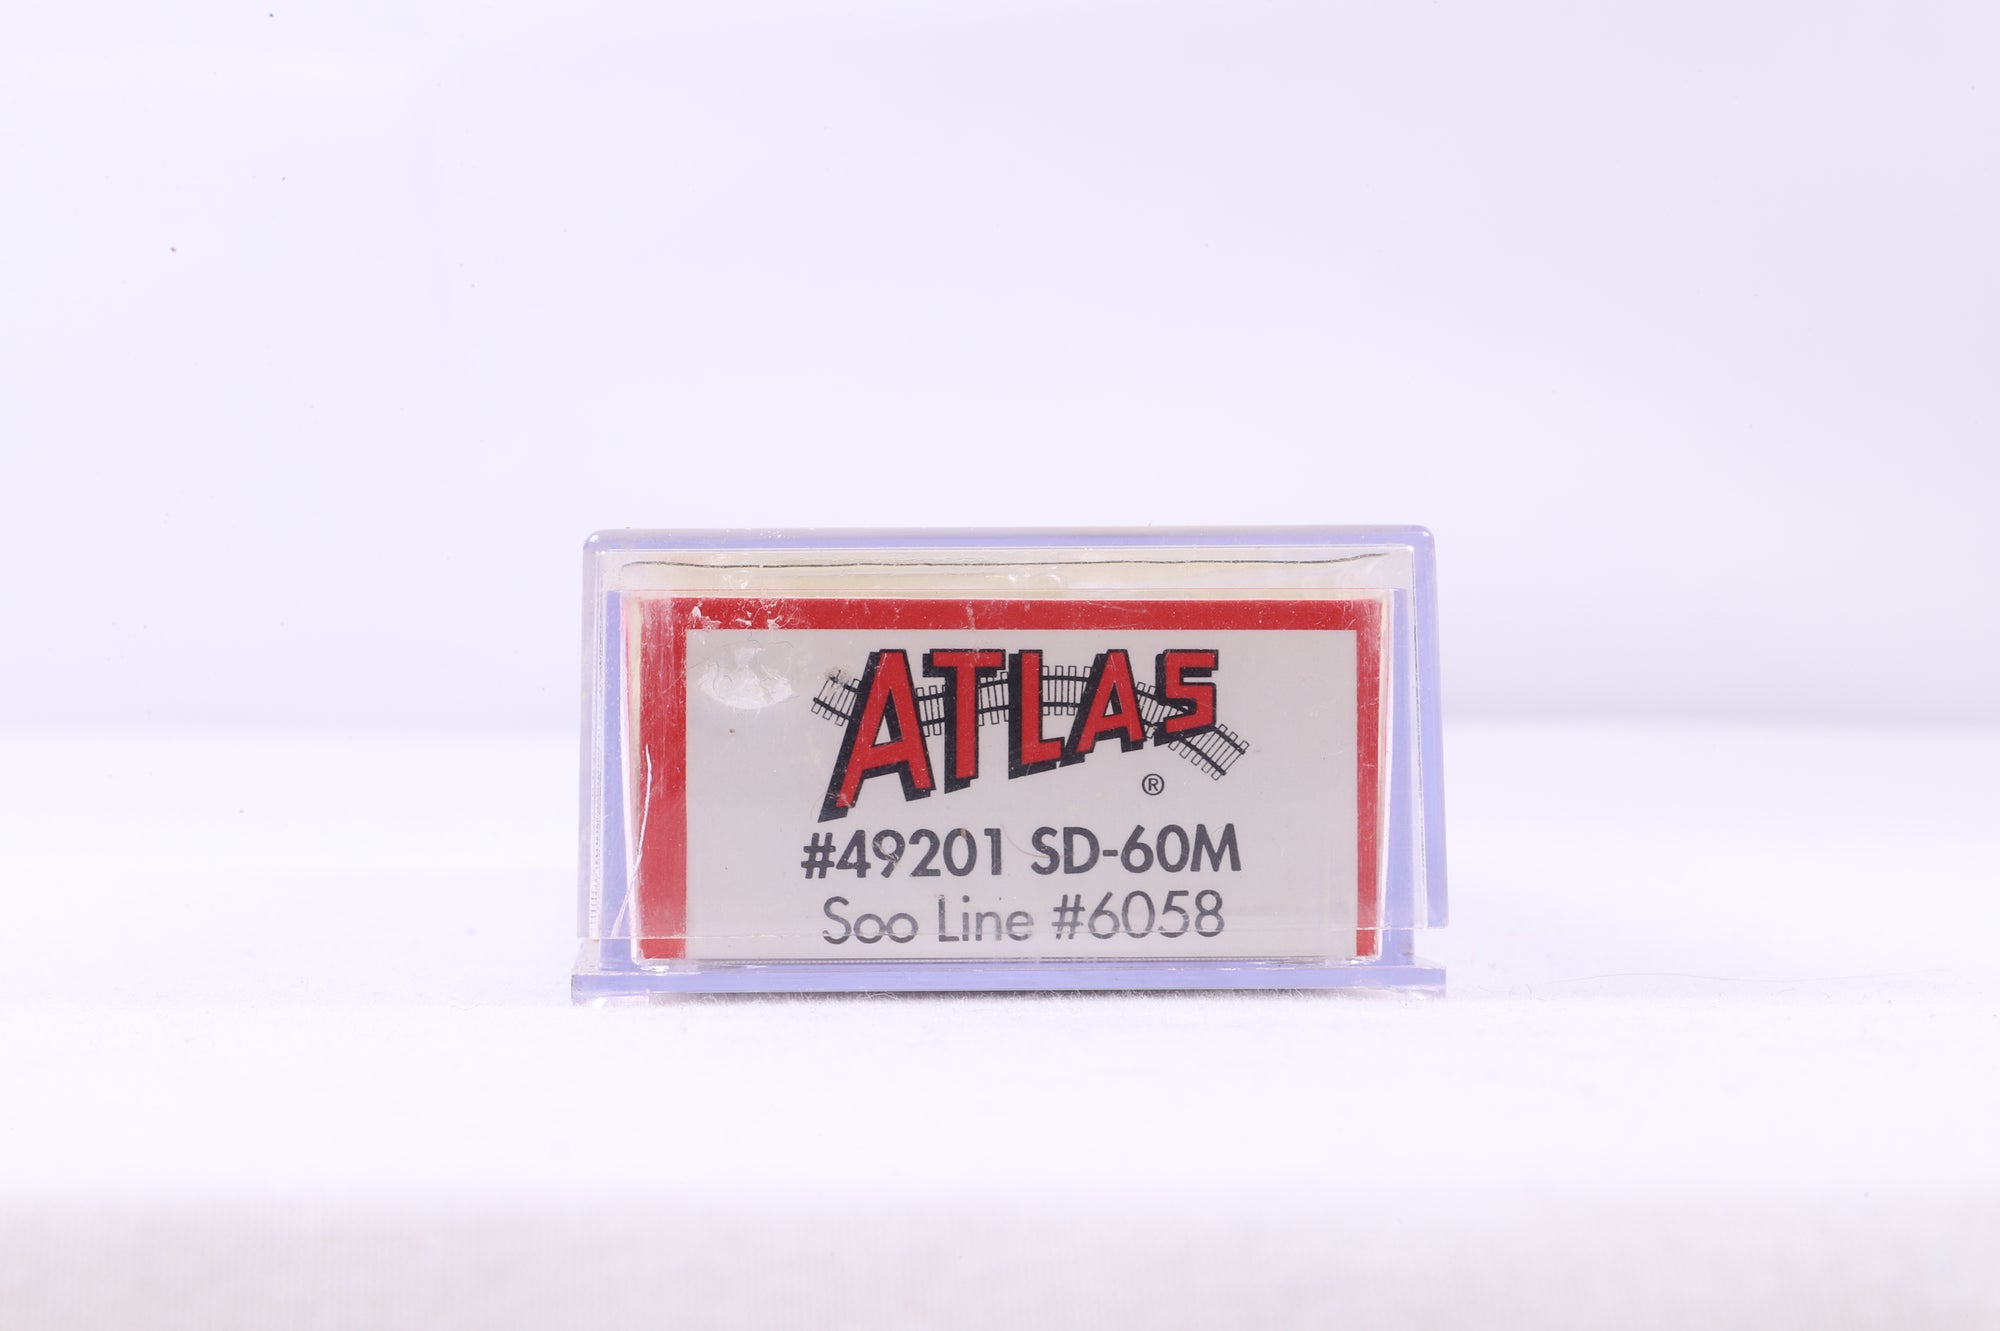 ATLAS
®
#49201 SD-60M
Soo Line #6058